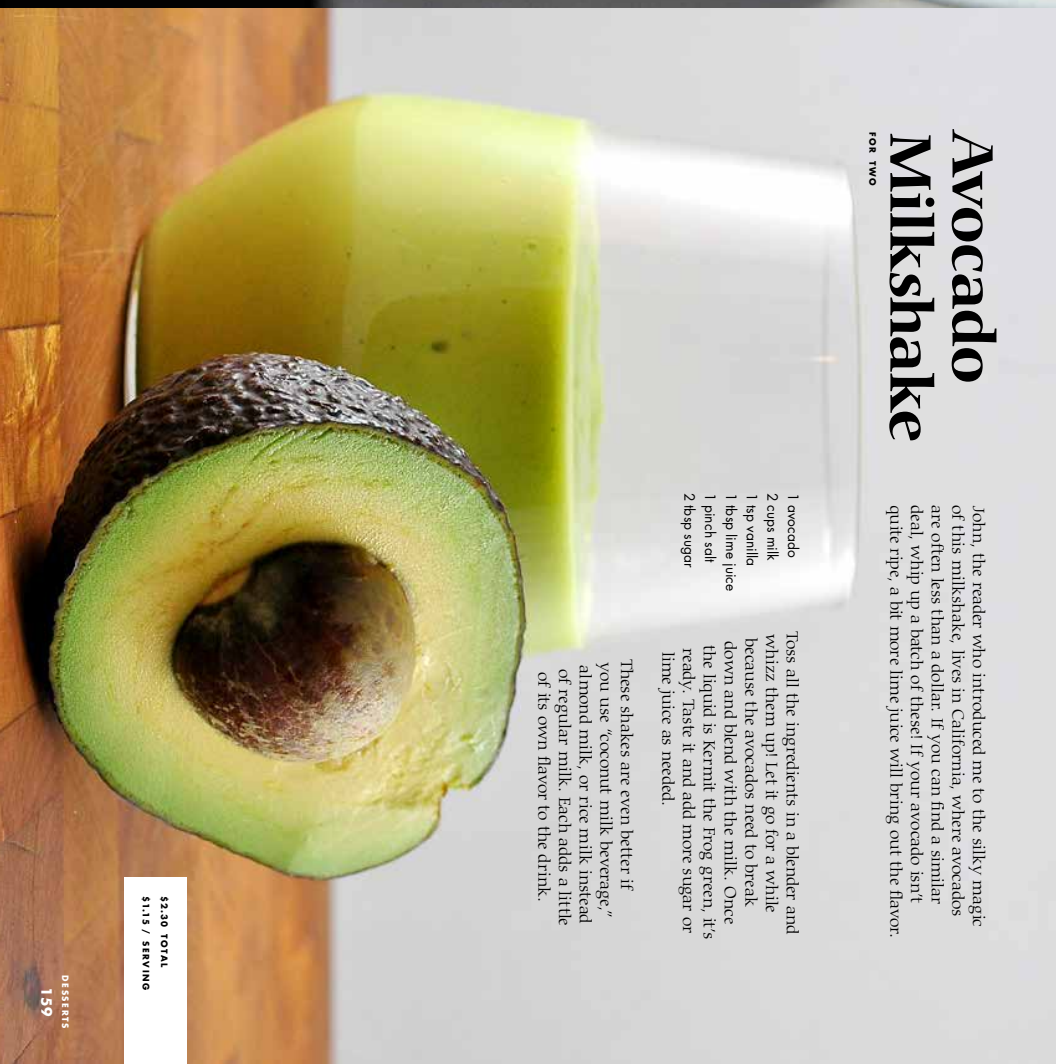 Avocado
Milkshake
FOR TWO
John, the reader who introduced me to the silky magic
of this milkshake, lives in California, where avocados
are often less than a dollar. If you can find a similar
deal, whip up a batch of these! If your avocado isn’t
quite ripe, a bit more lime juice will bring out the flavor.
1 avocado
2 cups milk
1 tsp vanilla
1 tbsp lime juice
1 pinch salt
2 tbsp sugar
Toss all the ingredients in a blender and
whizz them up! Let it go for a while
because the avocados need to break
down and blend with the milk. Once
the liquid is Kermit the Frog green, it’s
ready. Taste it and add more sugar or
lime juice as needed.
These shakes are even better if
you use “coconut milk beverage,”
almond milk, or rice milk instead
of regular milk. Each adds a little
of its own flavor to the drink.
$2.30 TOTAL
$1.15 / SERVING
DESSERTS
159